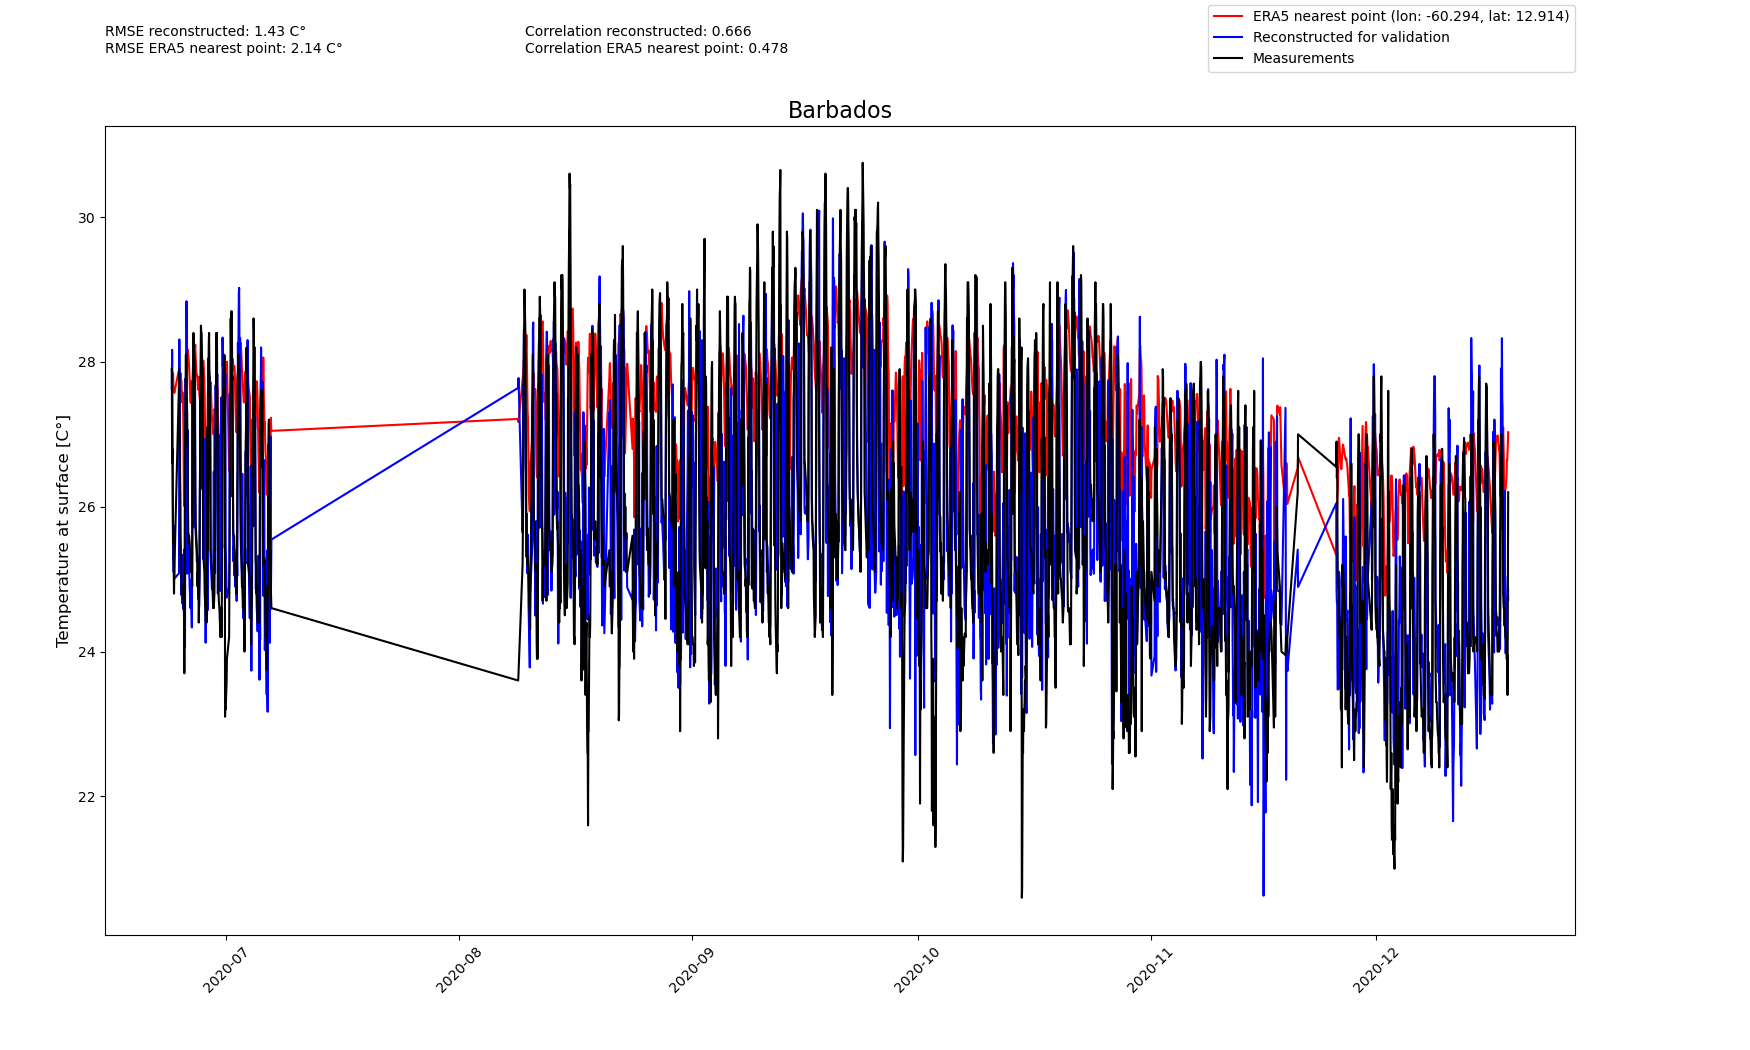 RMSE reconstructed: 1.43 C°
RMSE ERA5 nearest point: 2.14 C°
Correlation reconstructed: 0.666
Correlation ERA5 nearest point: 0.478
ERA5 nearest point (lon: -60.294, lat: 12.914)
Reconstructed for validation
Measurements
Barbados
Temperature at surface [C°]
30
28
26
24
22
2020-07
2020-08
2020-09
2020-10
2020-11
2020-12